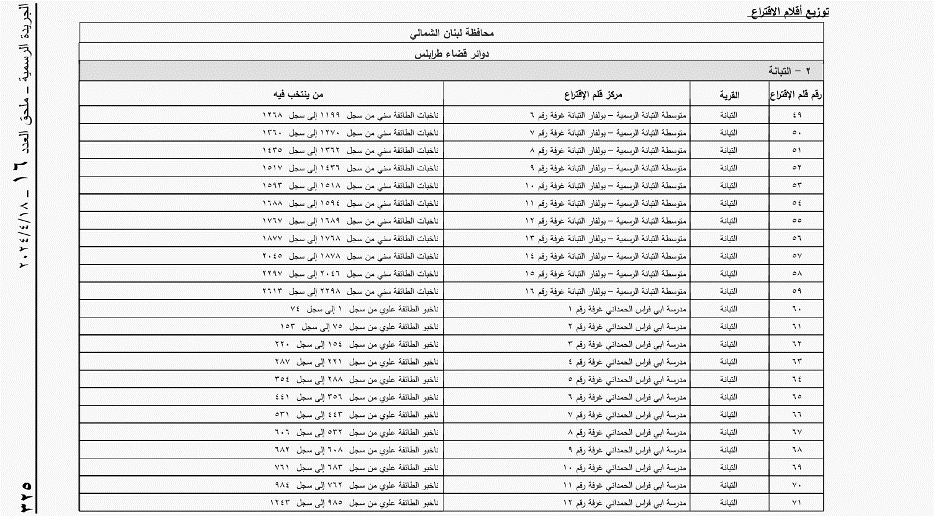 الجريدة الرسمية – ملحق العدد ١٦ – ٢٠٢٤/٤/١٨
٣٢٥
توزيع أقلام الإقتراع
محافظة لبنان الشمالي
دوائر قضاء طرابلس
٢ – التبانة
رقم قلم الإقتراع القرية مركز قلم الإقتراع من ينتخب فيه
٤٩ التبانة متوسطة التبانة الرسمية – بولفار التبانة غرفة رقم ٦ ناخبات الطائفة سني من سجل ١١٩٩ إلى سجل ١٢٦٨
٥٠ التبانة متوسطة التبانة الرسمية – بولفار التبانة غرفة رقم ٧ ناخبات الطائفة سني من سجل ١٢٧٠ إلى سجل ١٣٦٠
٥١ التبانة متوسطة التبانة الرسمية – بولفار التبانة غرفة رقم ٨ ناخبات الطائفة سني من سجل ١٣٦٢ إلى سجل ١٤٣٥
٥٢ التبانة متوسطة التبانة الرسمية – بولفار التبانة غرفة رقم ٩ ناخبات الطائفة سني من سجل ١٤٣٦ إلى سجل ١٥١٧
٥٣ التبانة متوسطة التبانة الرسمية – بولفار التبانة غرفة رقم ١٠ ناخبات الطائفة سني من سجل ١٥١٨ إلى سجل ١٥٩٣
٥٤ التبانة متوسطة التبانة الرسمية – بولفار التبانة غرفة رقم ١١ ناخبات الطائفة سني من سجل ١٥٩٤ إلى سجل ١٦٨٨
٥٥ التبانة متوسطة التبانة الرسمية – بولفار التبانة غرفة رقم ١٢ ناخبات الطائفة سني من سجل ١٦٨٩ إلى سجل ١٧٦٧
٥٦ التبانة متوسطة التبانة الرسمية – بولفار التبانة غرفة رقم ١٣ ناخبات الطائفة سني من سجل ١٧٦٨ إلى سجل ١٨٧٧
٥٧ التبانة متوسطة التبانة الرسمية – بولفار التبانة غرفة رقم ١٤ ناخبات الطائفة سني من سجل ١٨٧٨ إلى سجل ٢٠٤٥
٥٨ التبانة متوسطة التبانة الرسمية – بولفار التبانة غرفة رقم ١٥ ناخبات الطائفة سني من سجل ٢٠٤٦ إلى سجل ٢٢٩٧
٥٩ التبانة متوسطة التبانة الرسمية – بولفار التبانة غرفة رقم ١٦ ناخبات الطائفة سني من سجل ٢٢٩٨ إلى سجل ٢٦١٣
٦٠ التبانة مدرسة ابي فراس الحمداني غرفة رقم ١ ناخبو الطائفة علوي من سجل ١ إلى سجل ٧٤
٦١ التبانة مدرسة ابي فراس الحمداني غرفة رقم ٢ ناخبو الطائفة علوي من سجل ٧٥ إلى سجل ١٥٣
٦٢ التبانة مدرسة ابي فراس الحمداني غرفة رقم ٣ ناخبو الطائفة علوي من سجل ١٥٤ إلى سجل ٢٢٠
٦٣ التبانة مدرسة ابي فراس الحمداني غرفة رقم ٤ ناخبو الطائفة علوي من سجل ٢٢١ إلى سجل ٢٨٧
٦٤ التبانة مدرسة ابي فراس الحمداني غرفة رقم ٥ ناخبو الطائفة علوي من سجل ٢٨٨ إلى سجل ٣٥٤
٦٥ التبانة مدرسة ابي فراس الحمداني غرفة رقم ٦ ناخبو الطائفة علوي من سجل ٣٥٦ إلى سجل ٤٤١
٦٦ التبانة مدرسة ابي فراس الحمداني غرفة رقم ٧ ناخبو الطائفة علوي من سجل ٤٤٣ إلى سجل ٥٣١
٦٧ التبانة مدرسة ابي فراس الحمداني غرفة رقم ٨ ناخبو الطائفة علوي من سجل ٥٣٢ إلى سجل ٦٠٦
٦٨ التبانة مدرسة ابي فراس الحمداني غرفة رقم ٩ ناخبو الطائفة علوي من سجل ٦٠٨ إلى سجل ٦٨٢
٦٩ التبانة مدرسة ابي فراس الحمداني غرفة رقم ١٠ ناخبو الطائفة علوي من سجل ٦٨٣ إلى سجل ٧٦١
٧٠ التبانة مدرسة ابي فراس الحمداني غرفة رقم ١١ ناخبو الطائفة علوي من سجل ٧٦٢ إلى سجل ٩٨٤
٧١ التبانة مدرسة ابي فراس الحمداني غرفة رقم ١٢ ناخبو الطائفة علوي من سجل ٩٨٥ إلى سجل ١٢٤٣